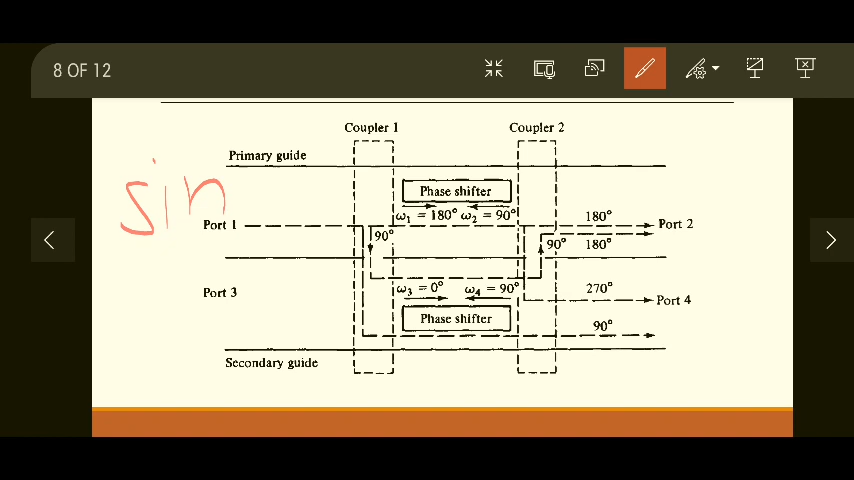 8 OF 12
Coupler 1 Coupler 2
Primary guide
Phase shifter
sin
ω₁ = 180° ω₂ = 90° 180°
Port 1 Port 2
90° 90° 180°
Port 3 ω₃ = 0° ω₄ = 90° 270°
Port 4
Phase shifter 90°
Secondary guide